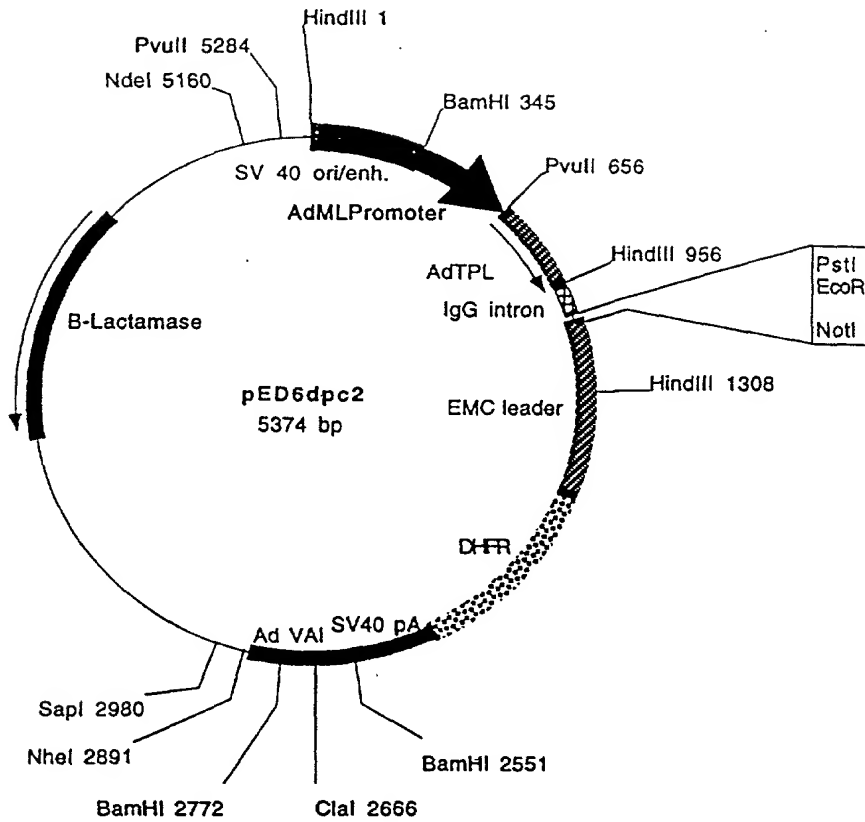 HindIII 1
PvuII 5284
NdeI 5160
BamHI 345
SV 40 ori/enh.
PvuII 656
AdMLPromoter
HindIII 956
AdTPL
PstI
EcoR
IgG intron
NotI
B-Lactamase
HindIII 1308
pED6dpc2
EMC leader
5374 bp
DHFR
SV40 pA
Ad VAI
SapI 2980
NheI 2891
BamHI 2551
BamHI 2772
ClaI 2666